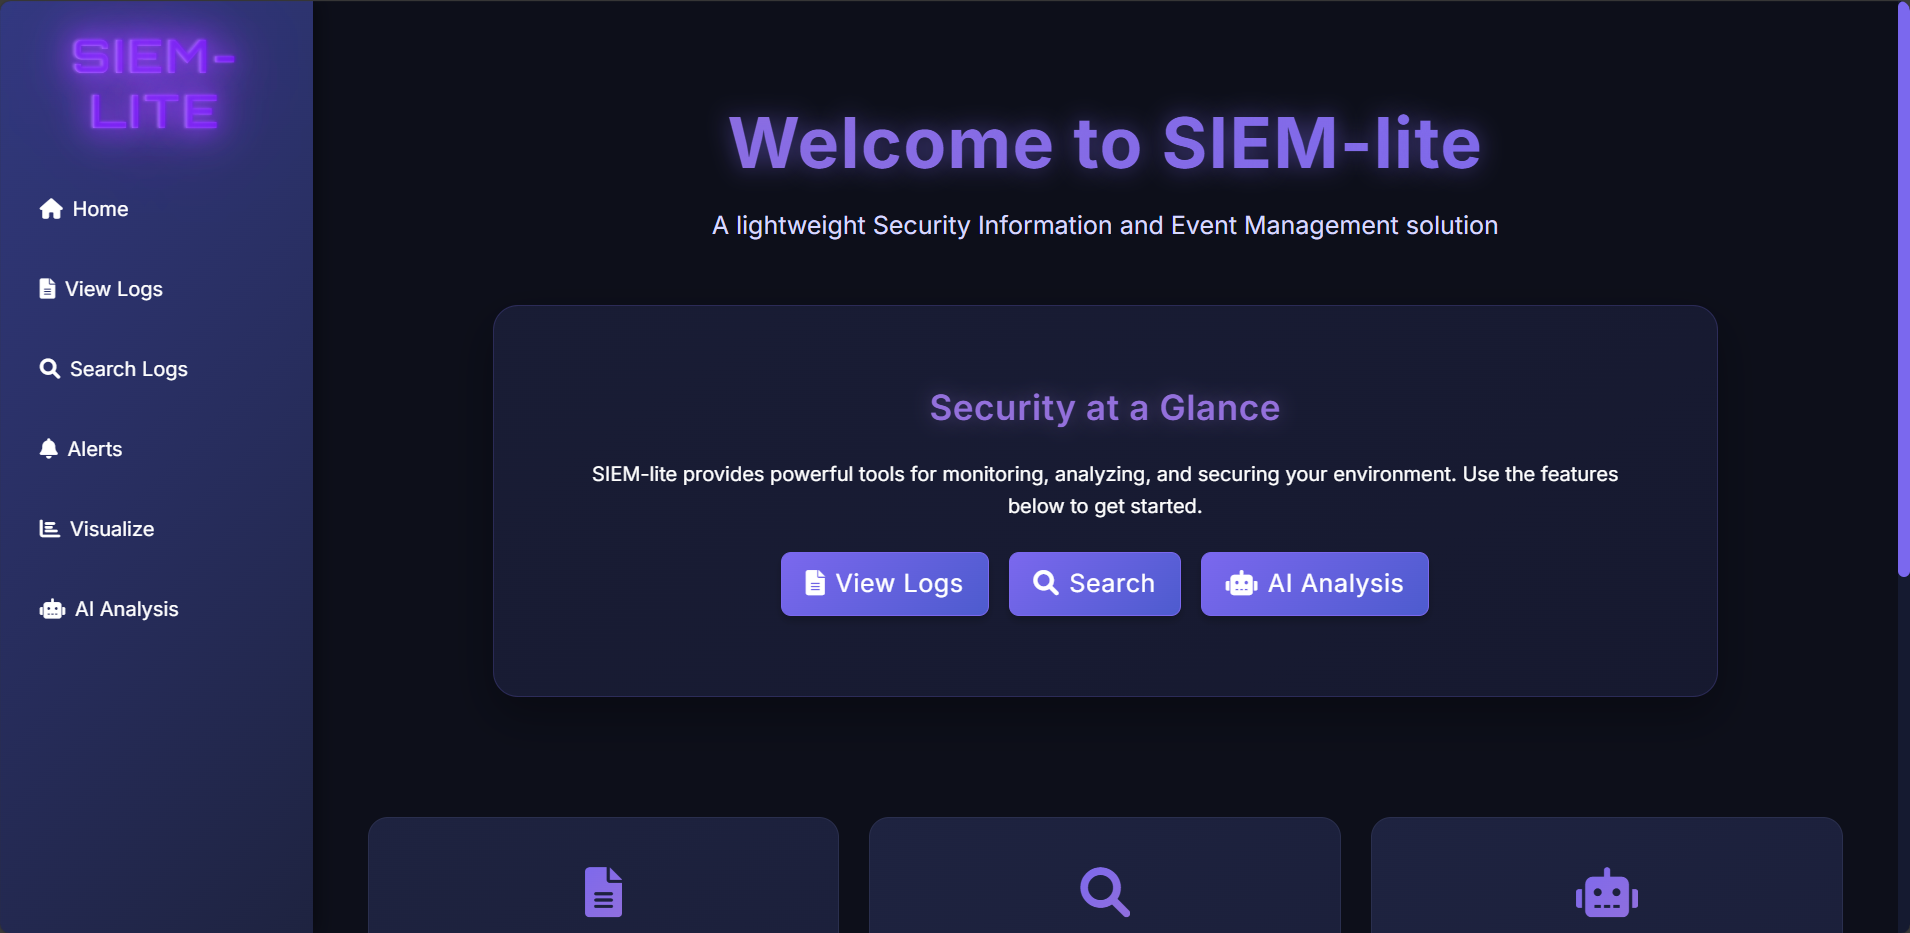 SIEM-
LITE
Home
View Logs
Search Logs
Alerts
Visualize
AI Analysis
Welcome to SIEM-lite
A lightweight Security Information and Event Management solution
Security at a Glance
SIEM-lite provides powerful tools for monitoring, analyzing, and securing your environment. Use the features
below to get started.
View Logs
Search
AI Analysis